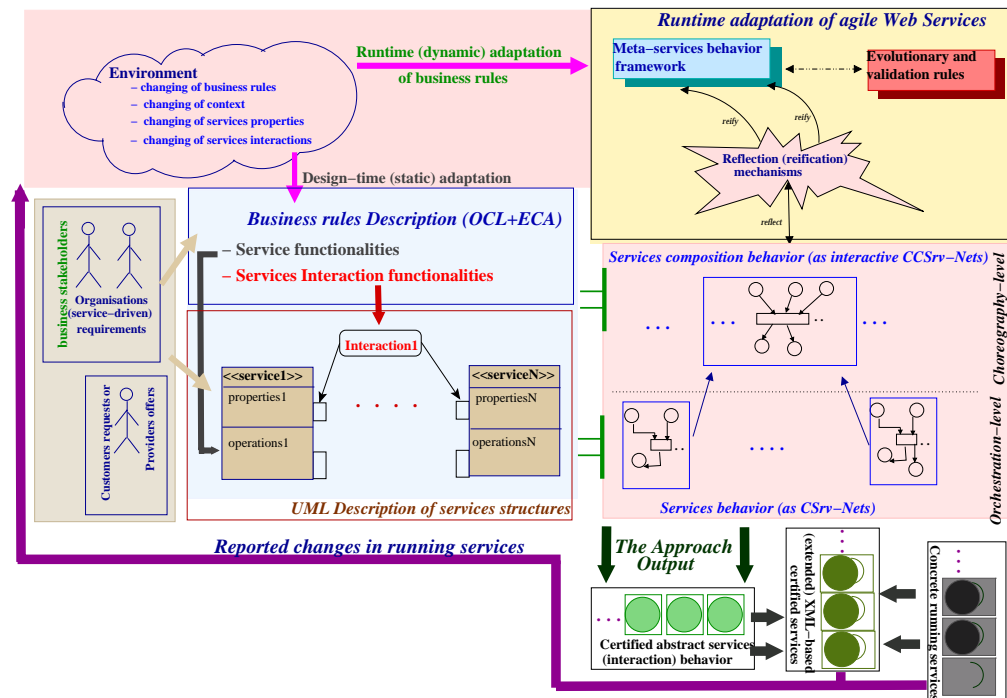 Runtime adaptation of agile Web Services
Runtime (dynamic) adaptation
of business rules
Environment
– changing of business rules
– changing of context
– changing of services properties
– changing of services interactions
Meta–services behavior
framework
Evolutionary and
validation rules
reify
reify
Reflection (reification)
mechanisms
reflect
Design–time (static) adaptation
Business rules Description (OCL+ECA)
– Service functionalities
– Services Interaction functionalities
business stakeholders
Organisations
(service–driven)
requirements
Customers requests or
Providers offers
Interaction1
<<service1>>
properties1
operations1
. . . .
<<serviceN>>
propertiesN
operationsN
UML Description of services structures
Services composition behavior (as interactive CCSrv–Nets)
. . .
. . .
. .
. . .
Choreography–level
Orchestration–level
. .
. . . .
. .
Services behavior (as CSrv–Nets)
Reported changes in running services
The Approach
Output
. . .
Certified abstract services
(interaction) behavior
(extended) XML–based
certified services
Concrete running services